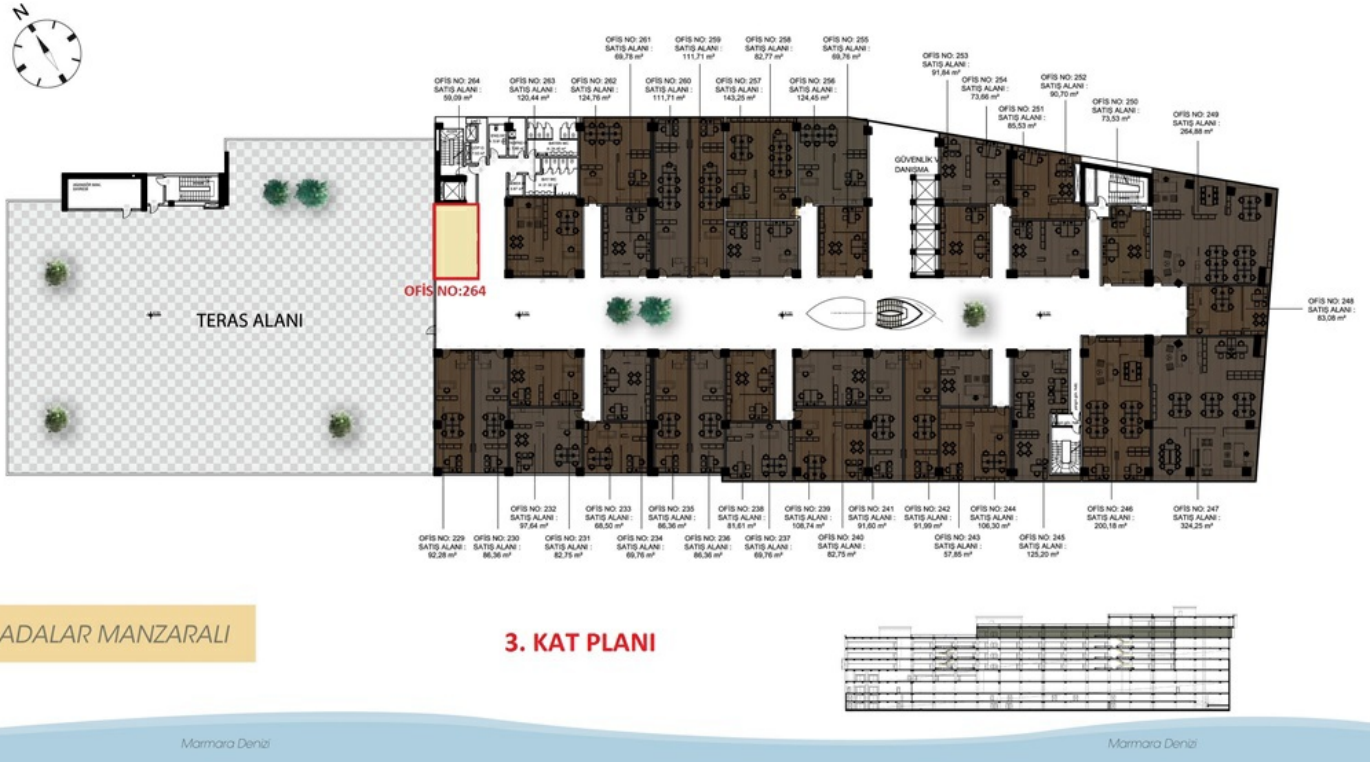 N
OFİS NO: 261
SATIŞ ALANI :
69,78 m²
OFİS NO: 259
SATIŞ ALANI :
111,71 m²
OFİS NO: 258
SATIŞ ALANI :
82,77 m²
OFİS NO: 255
SATIŞ ALANI :
69,76 m²
OFİS NO: 253
SATIŞ ALANI :
91,84 m²
OFİS NO: 264
SATIŞ ALANI :
59,09 m²
OFİS NO: 263
SATIŞ ALANI :
120,44 m²
OFİS NO: 262
SATIŞ ALANI :
124,76 m²
OFİS NO: 260
SATIŞ ALANI :
111,71 m²
OFİS NO: 257
SATIŞ ALANI :
143,25 m²
OFİS NO: 256
SATIŞ ALANI :
124,45 m²
OFİS NO: 254
SATIŞ ALANI :
73,66 m²
OFİS NO: 252
SATIŞ ALANI :
90,70 m²
OFİS NO: 251
SATIŞ ALANI :
85,53 m²
OFİS NO: 250
SATIŞ ALANI :
73,53 m²
OFİS NO: 249
SATIŞ ALANI :
264,88 m²
GÜVENLİK V
DANIŞMA
OFİS NO:264
TERAS ALANI
OFİS NO: 248
SATIŞ ALANI :
83,08 m²
OFİS NO: 232
SATIŞ ALANI :
97,64 m²
OFİS NO: 233
SATIŞ ALANI :
68,50 m²
OFİS NO: 235
SATIŞ ALANI :
86,36 m²
OFİS NO: 238
SATIŞ ALANI :
81,61 m²
OFİS NO: 239
SATIŞ ALANI :
108,74 m²
OFİS NO: 241
SATIŞ ALANI :
91,60 m²
OFİS NO: 242
SATIŞ ALANI :
91,99 m²
OFİS NO: 244
SATIŞ ALANI :
106,30 m²
OFİS NO: 246
SATIŞ ALANI :
200,18 m²
OFİS NO: 247
SATIŞ ALANI :
324,25 m²
OFİS NO: 229
SATIŞ ALANI :
92,28 m²
OFİS NO: 230
SATIŞ ALANI :
86,36 m²
OFİS NO: 231
SATIŞ ALANI :
82,75 m²
OFİS NO: 234
SATIŞ ALANI :
69,76 m²
OFİS NO: 236
SATIŞ ALANI :
86,36 m²
OFİS NO: 237
SATIŞ ALANI :
69,76 m²
OFİS NO: 240
SATIŞ ALANI :
82,75 m²
OFİS NO: 243
SATIŞ ALANI :
57,85 m²
OFİS NO: 245
SATIŞ ALANI :
125,20 m²
ADALAR MANZARALI
3. KAT PLANI
Marmara Denizi
Marmara Denizi